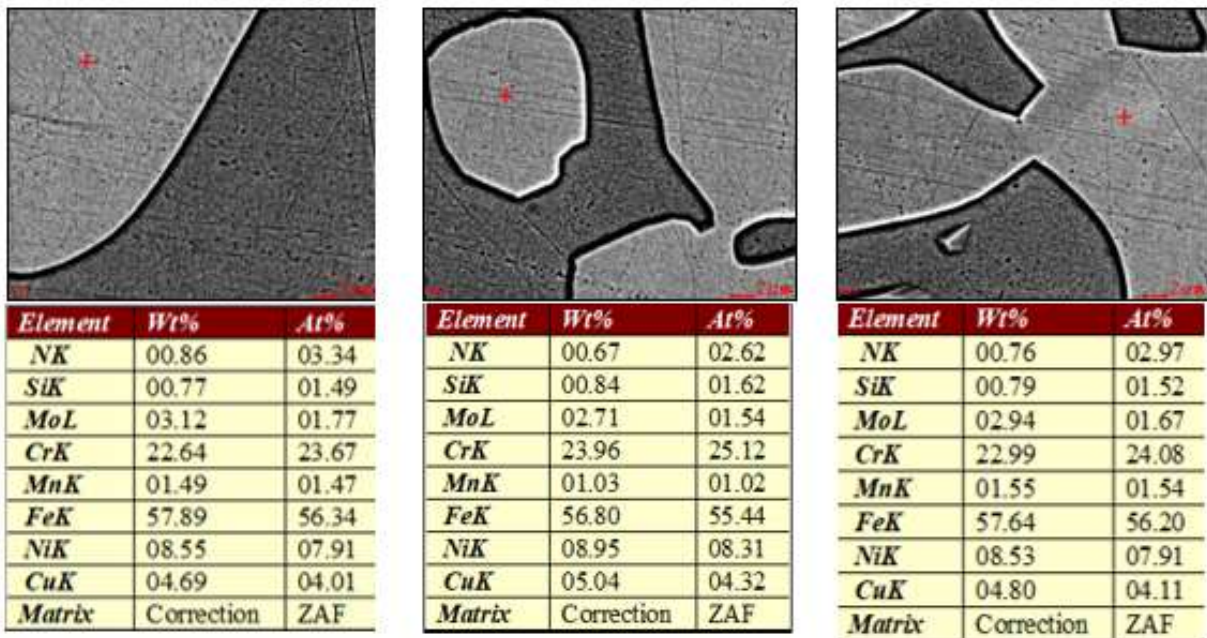 2um
2um
Element Wt% At%
NK 00.86 03.34
SiK 00.77 01.49
MoL 03.12 01.77
CrK 22.64 23.67
MnK 01.49 01.47
FeK 57.89 56.34
NiK 08.55 07.91
CuK 04.69 04.01
Matrix Correction ZAF
Element Wt% At%
NK 00.67 02.62
SiK 00.84 01.62
MoL 02.71 01.54
CrK 23.96 25.12
MnK 01.03 01.02
FeK 56.80 55.44
NiK 08.95 08.31
CuK 05.04 04.32
Matrix Correction ZAF
Element Wt% At%
NK 00.76 02.97
SiK 00.79 01.52
MoL 02.94 01.67
CrK 22.99 24.08
MnK 01.55 01.54
FeK 57.64 56.20
NiK 08.53 07.91
CuK 04.80 04.11
Matrix Correction ZAF